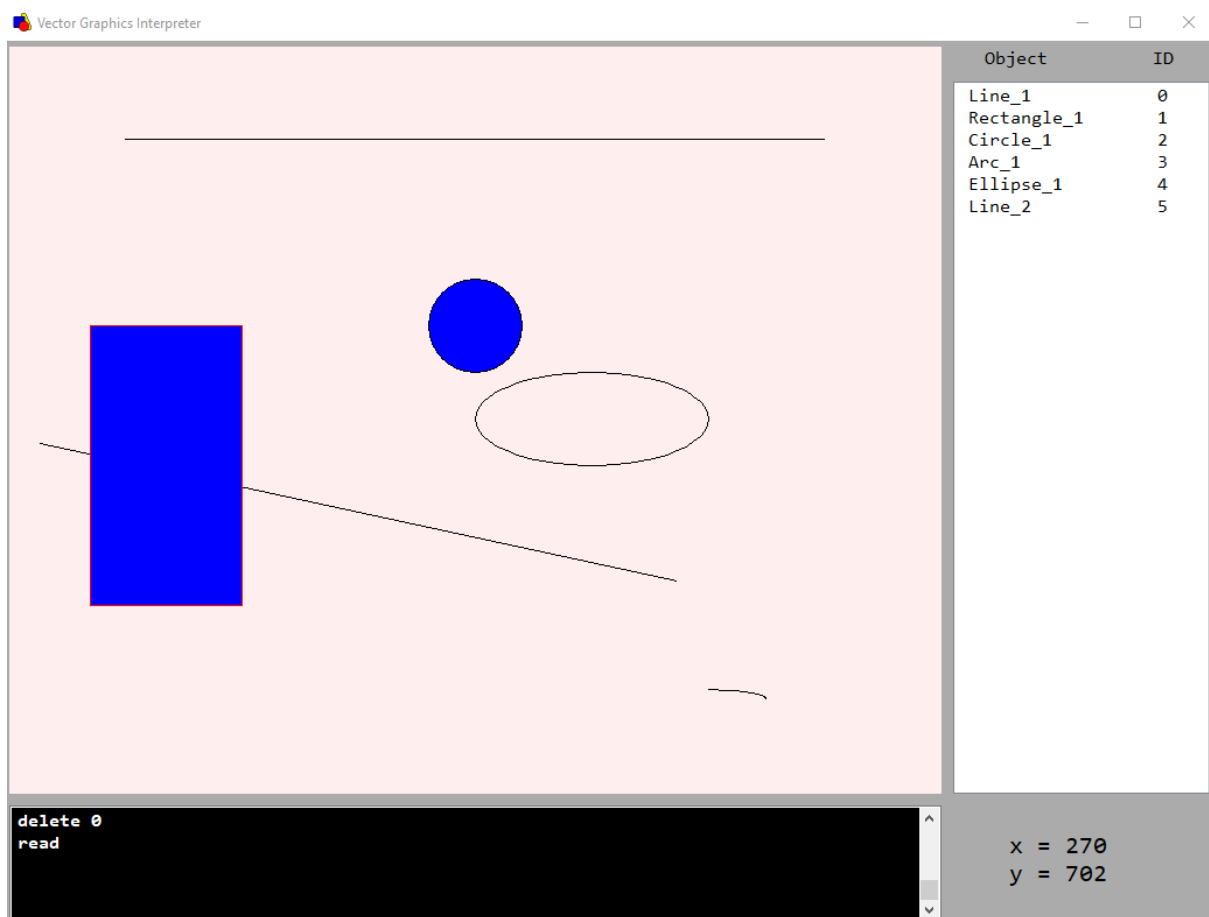 Vector Graphics Interpreter
Object ID
Line_1 0
Rectangle_1 1
Circle_1 2
Arc_1 3
Ellipse_1 4
Line_2 5
delete 0
read
x = 270
y = 702